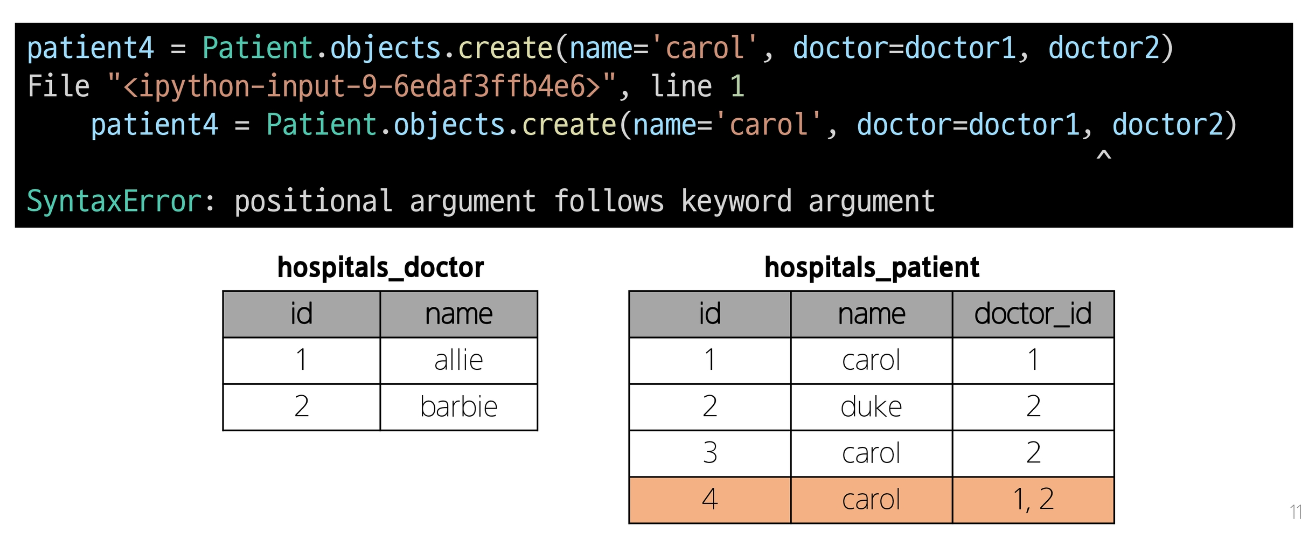 patient4 = Patient.objects.create(name='carol', doctor=doctor1, doctor2)
File "<ipython-input-9-6edaf3ffb4e6>", line 1
    patient4 = Patient.objects.create(name='carol', doctor=doctor1, doctor2)
^
SyntaxError: positional argument follows keyword argument
hospitals_doctor
id name
1 allie
2 barbie
hospitals_patient
id name doctor_id
1 carol 1
2 duke 2
3 carol 2
4 carol 1, 2
11